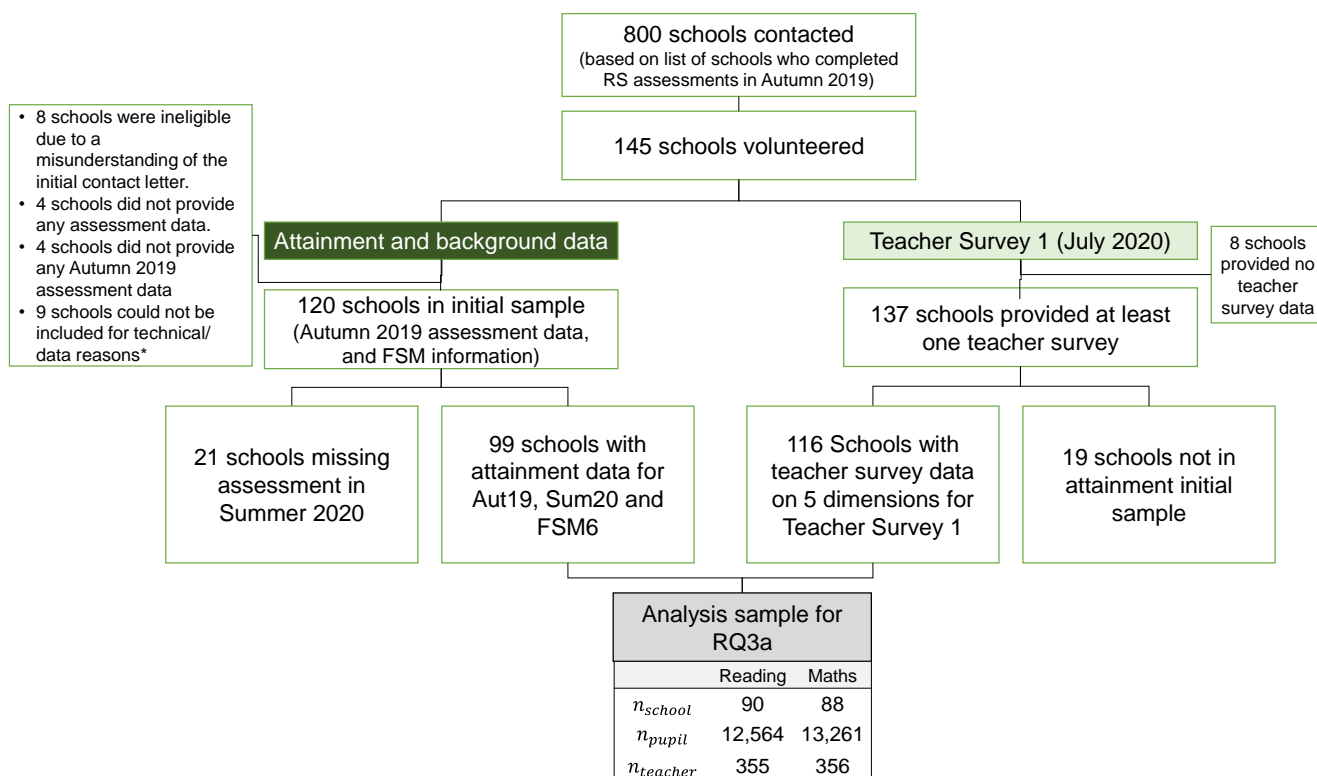 800 schools contacted
(based on list of schools who completed
RS assessments in Autumn 2019)
145 schools volunteered
• 8 schools were ineligible
due to a
misunderstanding of the
initial contact letter.
• 4 schools did not provide
any assessment data.
• 4 schools did not provide
any Autumn 2019
assessment data
• 9 schools could not be
included for technical/
data reasons*
Attainment and background data
Teacher Survey 1 (July 2020)
8 schools
provided no
teacher
survey data
120 schools in initial sample
(Autumn 2019 assessment data,
and FSM information)
137 schools provided at least
one teacher survey
21 schools missing
assessment in
Summer 2020
99 schools with
attainment data for
Aut19, Sum20 and
FSM6
116 Schools with
teacher survey data
on 5 dimensions for
Teacher Survey 1
19 schools not in
attainment initial
sample
Analysis sample for
RQ3a
Reading Maths
n_school 90 88
n_pupil 12,564 13,261
n_teacher 355 356